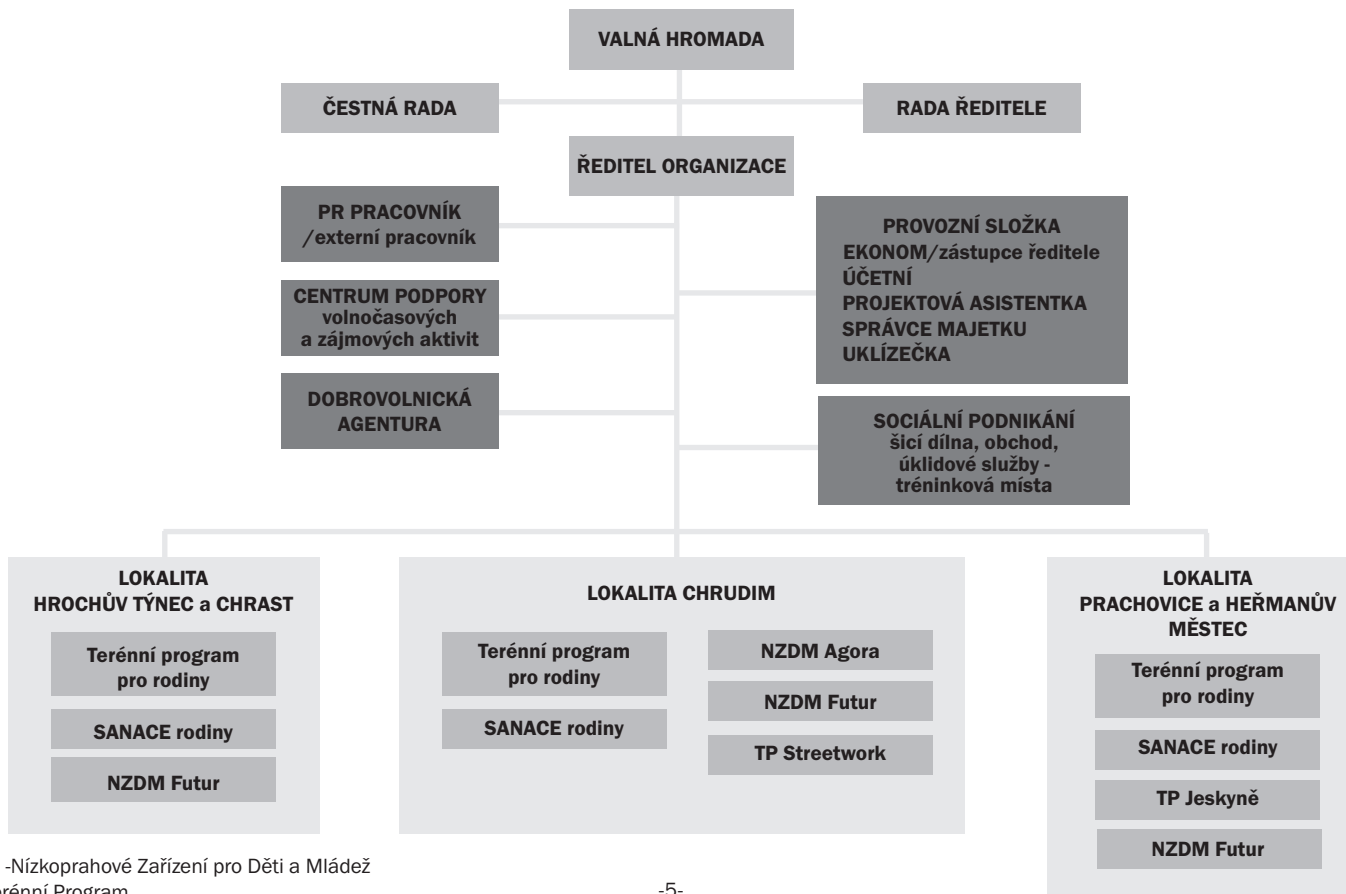 VALNÁ HROMADA
ČESTNÁ RADA
RADA ŘEDITELE
ŘEDITEL ORGANIZACE
PR PRACOVNÍK
/externí pracovník
CENTRUM PODPORY
volnočasových
a zájmových aktivit
DOBROVOLNICKÁ
AGENTURA
PROVOZNÍ SLOŽKA
EKONOM/zástupce ředitele
ÚČETNÍ
PROJEKTOVÁ ASISTENTKA
SPRÁVCE MAJETKU
UKLÍZEČKA
SOCIÁLNÍ PODNIKÁNÍ
šicí dílna, obchod,
úklidové služby -
tréninková místa
LOKALITA
HROCHŮV TÝNEC a CHRAST
Terénní program
pro rodiny
SANACE rodiny
NZDM Futur
LOKALITA CHRUDIM
Terénní program
pro rodiny
SANACE rodiny
NZDM Agora
NZDM Futur
TP Streetwork
LOKALITA
PRACHOVICE a HEŘMANŮV
MĚSTEC
Terénní program
pro rodiny
SANACE rodiny
TP Jeskyně
NZDM Futur
-Nízkoprahové Zařízení pro Děti a Mládež
Program
-5-